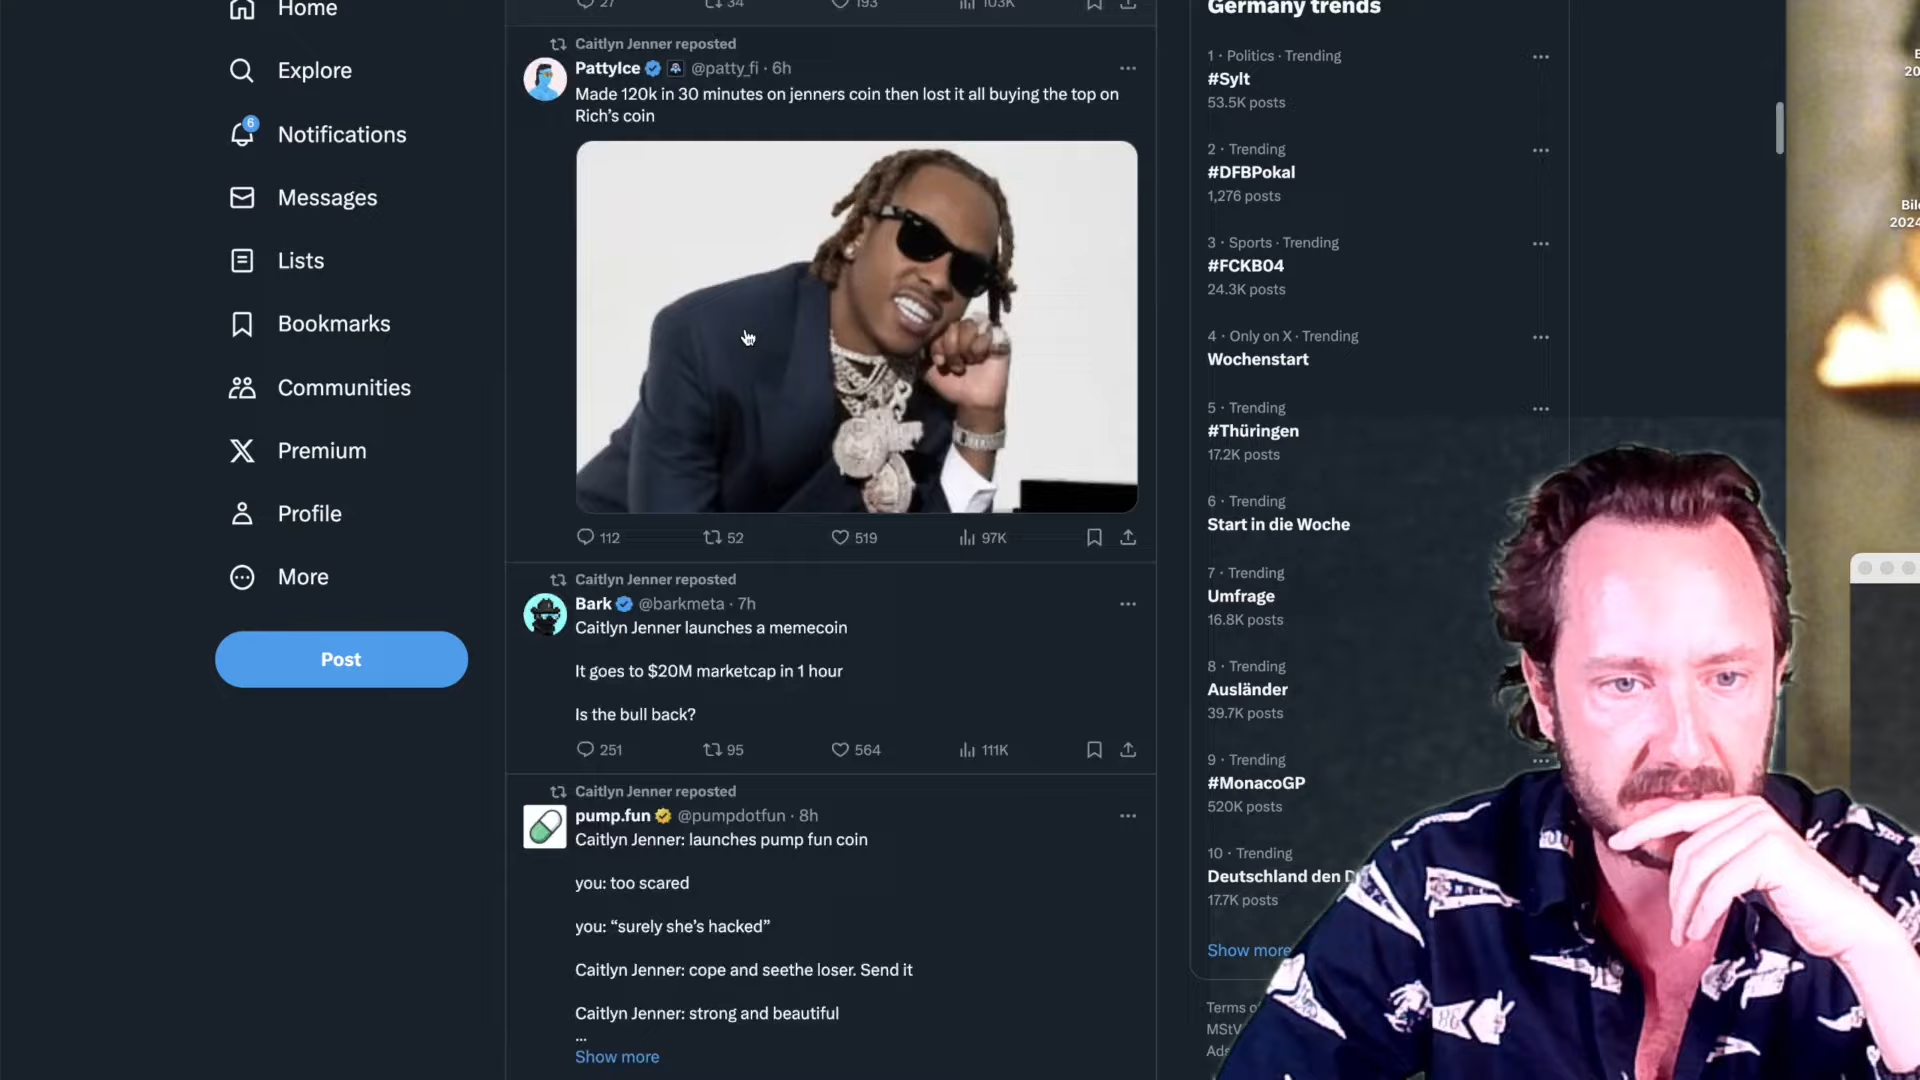 Home
Explore
6
Notifications
Messages
Lists
Bookmarks
Communities
Premium
Profile
More
Post
27 34 193 103K
Caitlyn Jenner reposted
PattyIce @patty_fi · 6h
Made 120k in 30 minutes on jenners coin then lost it all buying the top on
Rich's coin
112 52 519 97K
Caitlyn Jenner reposted
Bark @barkmeta · 7h
Caitlyn Jenner launches a memecoin
It goes to $20M marketcap in 1 hour
Is the bull back?
251 95 564 111K
Caitlyn Jenner reposted
pump.fun @pumpdotfun · 8h
Caitlyn Jenner: launches pump fun coin
you: too scared
you: “surely she’s hacked”
Caitlyn Jenner: cope and seethe loser. Send it
Caitlyn Jenner: strong and beautiful
...
Show more
Germany trends
1 · Politics · Trending
#Sylt
53.5K posts
2 · Trending
#DFBPokal
1,276 posts
3 · Sports · Trending
#FCKB04
24.3K posts
4 · Only on X · Trending
Wochenstart
5 · Trending
#Thüringen
17.2K posts
6 · Trending
Start in die Woche
7 · Trending
Umfrage
16.8K posts
8 · Trending
Ausländer
39.7K posts
9 · Trending
#MonacoGP
520K posts
10 · Trending
Deutschland den
17.7K posts
Show more
Terms
MStV
Ads